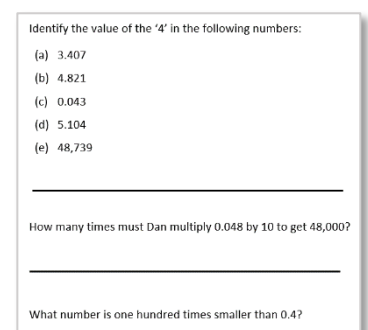 Identify the value of the ‘4’ in the following numbers:
(a) 3.407
(b) 4.821
(c) 0.043
(d) 5.104
(e) 48,739
How many times must Dan multiply 0.048 by 10 to get 48,000?
What number is one hundred times smaller than 0.4?